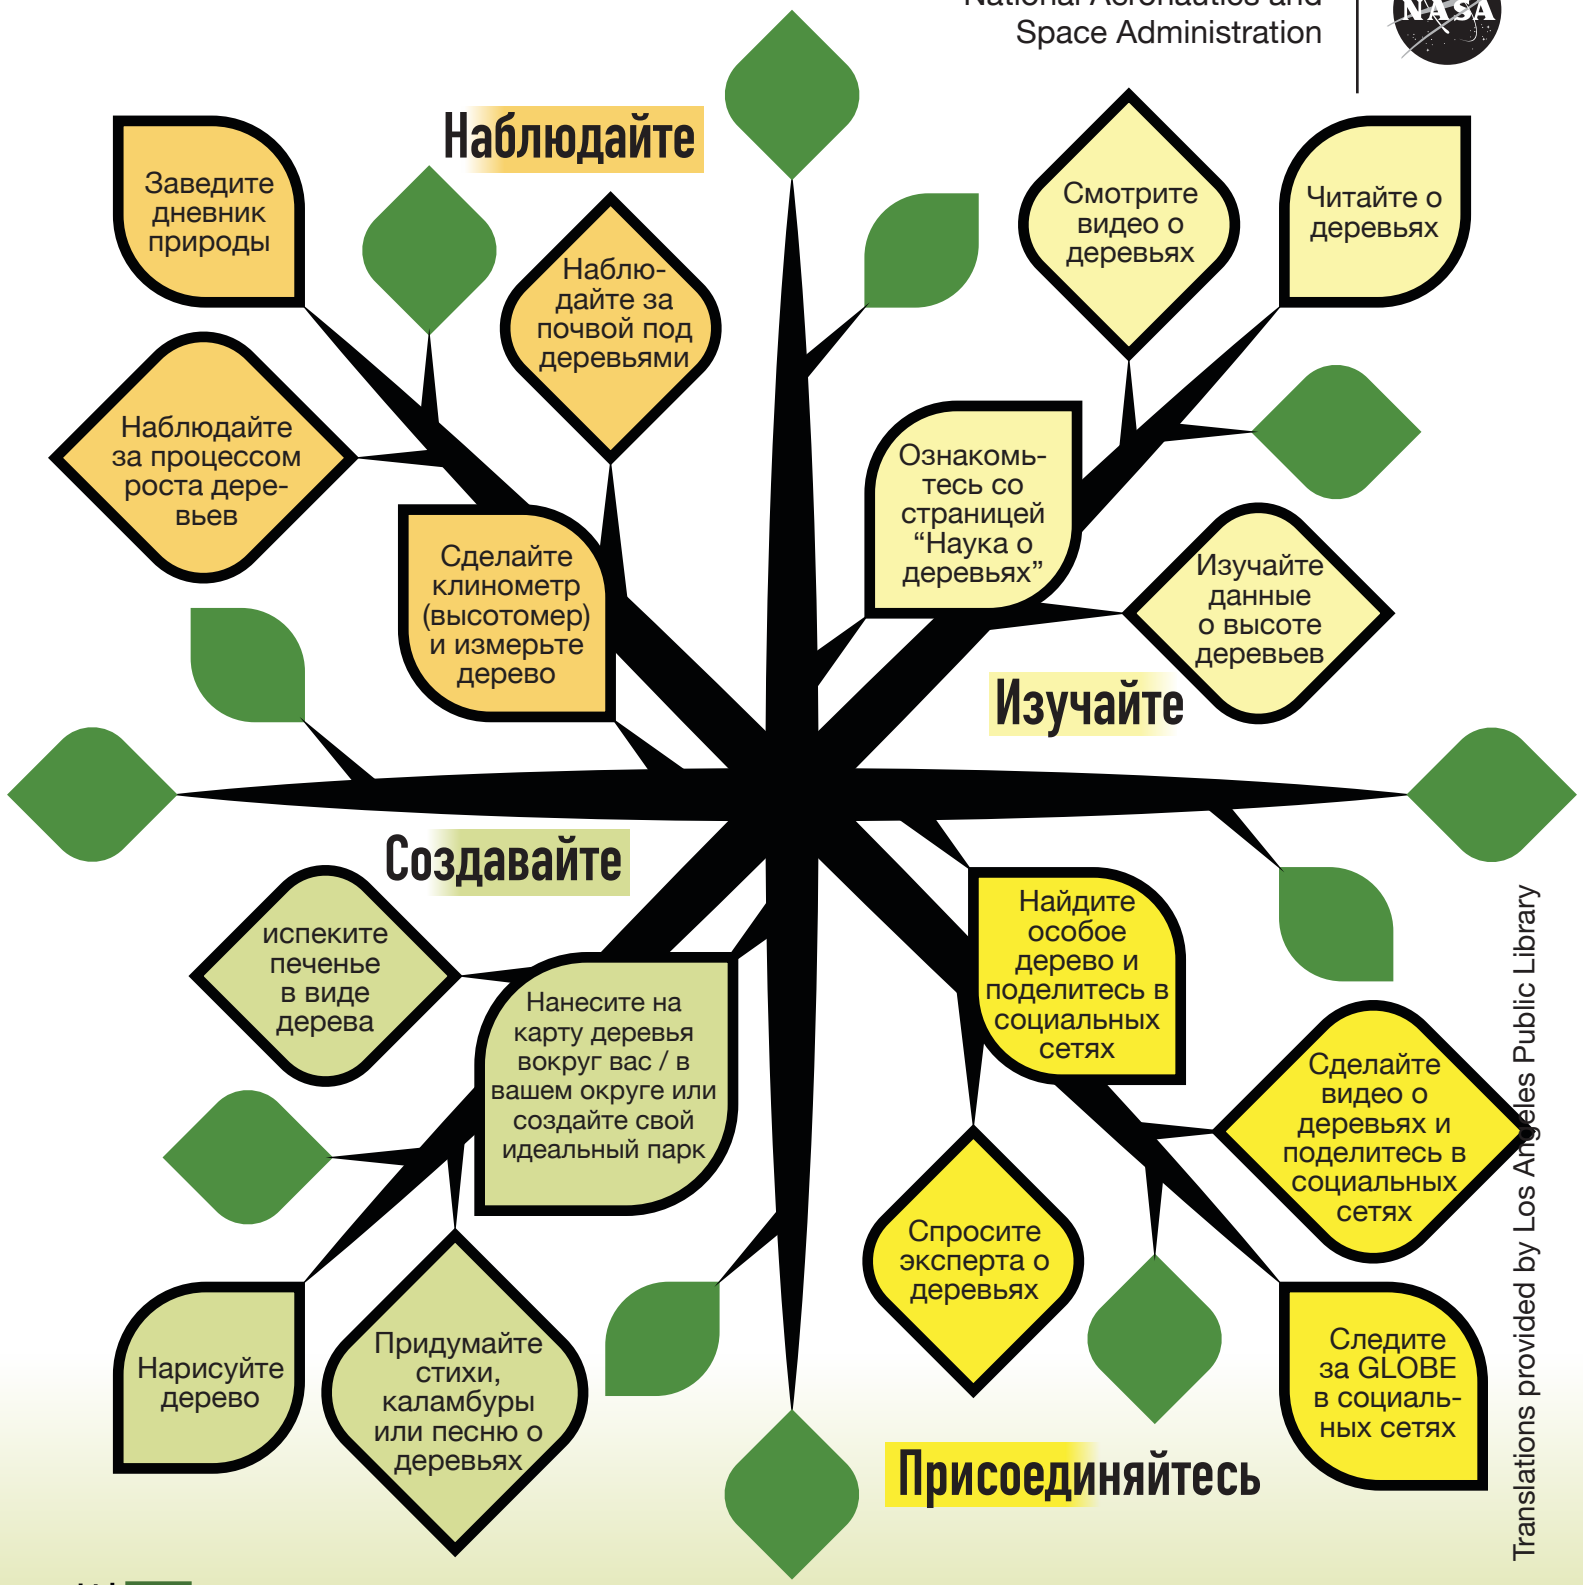 National Aeronautics and
Space Administration
NASA
Наблюдайте
Заведите
дневник
природы
Наблю-
дайте за
почвой под
деревьями
Наблюдайте
за процессом
роста дере-
вьев
Сделайте
клинометр
(высотомер)
и измерьте
дерево
Смотрите
видео о
деревьях
Читайте о
деревьях
Ознакомь-
тесь со
страницей
“Наука о
деревьях”
Изучайте
данные
о высоте
деревьев
Изучайте
Создавайте
испеките
печенье
в виде
дерева
Нанесите на
карту деревья
вокруг вас / в
вашем округе или
создайте свой
идеальный парк
Нарисуйте
дерево
Придумайте
стихи,
каламбуры
или песню о
деревьях
Найдите
особое
дерево и
поделитесь в
социальных
сетях
Сделайте
видео о
деревьях и
поделитесь в
социальных
сетях
Спросите
эксперта о
деревьях
Следите
за GLOBE
в социаль-
ных сетях
Присоединяйтесь
Translations provided by Los Angeles Public Library